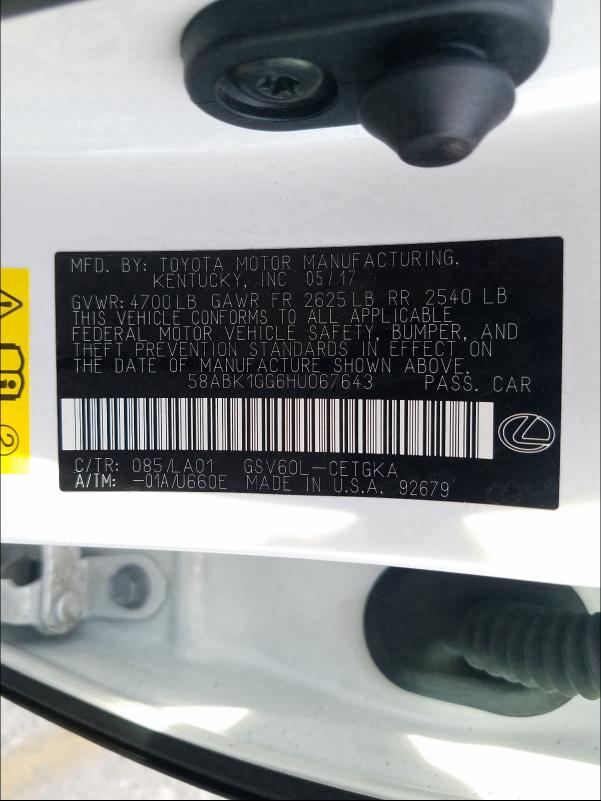 MFD. BY: TOYOTA MOTOR MANUFACTURING.
KENTUCKY, INC 05/17
GVWR: 4700 LB GAWR FR 2625 LB RR 2540 LB
THIS VEHICLE CONFORMS TO ALL APPLICABLE
FEDERAL MOTOR VEHICLE SAFETY, BUMPER, AND
THEFT PREVENTION STANDARDS IN EFFECT ON
THE DATE OF MANUFACTURE SHOWN ABOVE.
58ABK1GG6HU067643 PASS. CAR
C/TR: 085/LA01 GSV60L-CETGKA
A/TM: -01A/U660E MADE IN U.S.A. 92679
2